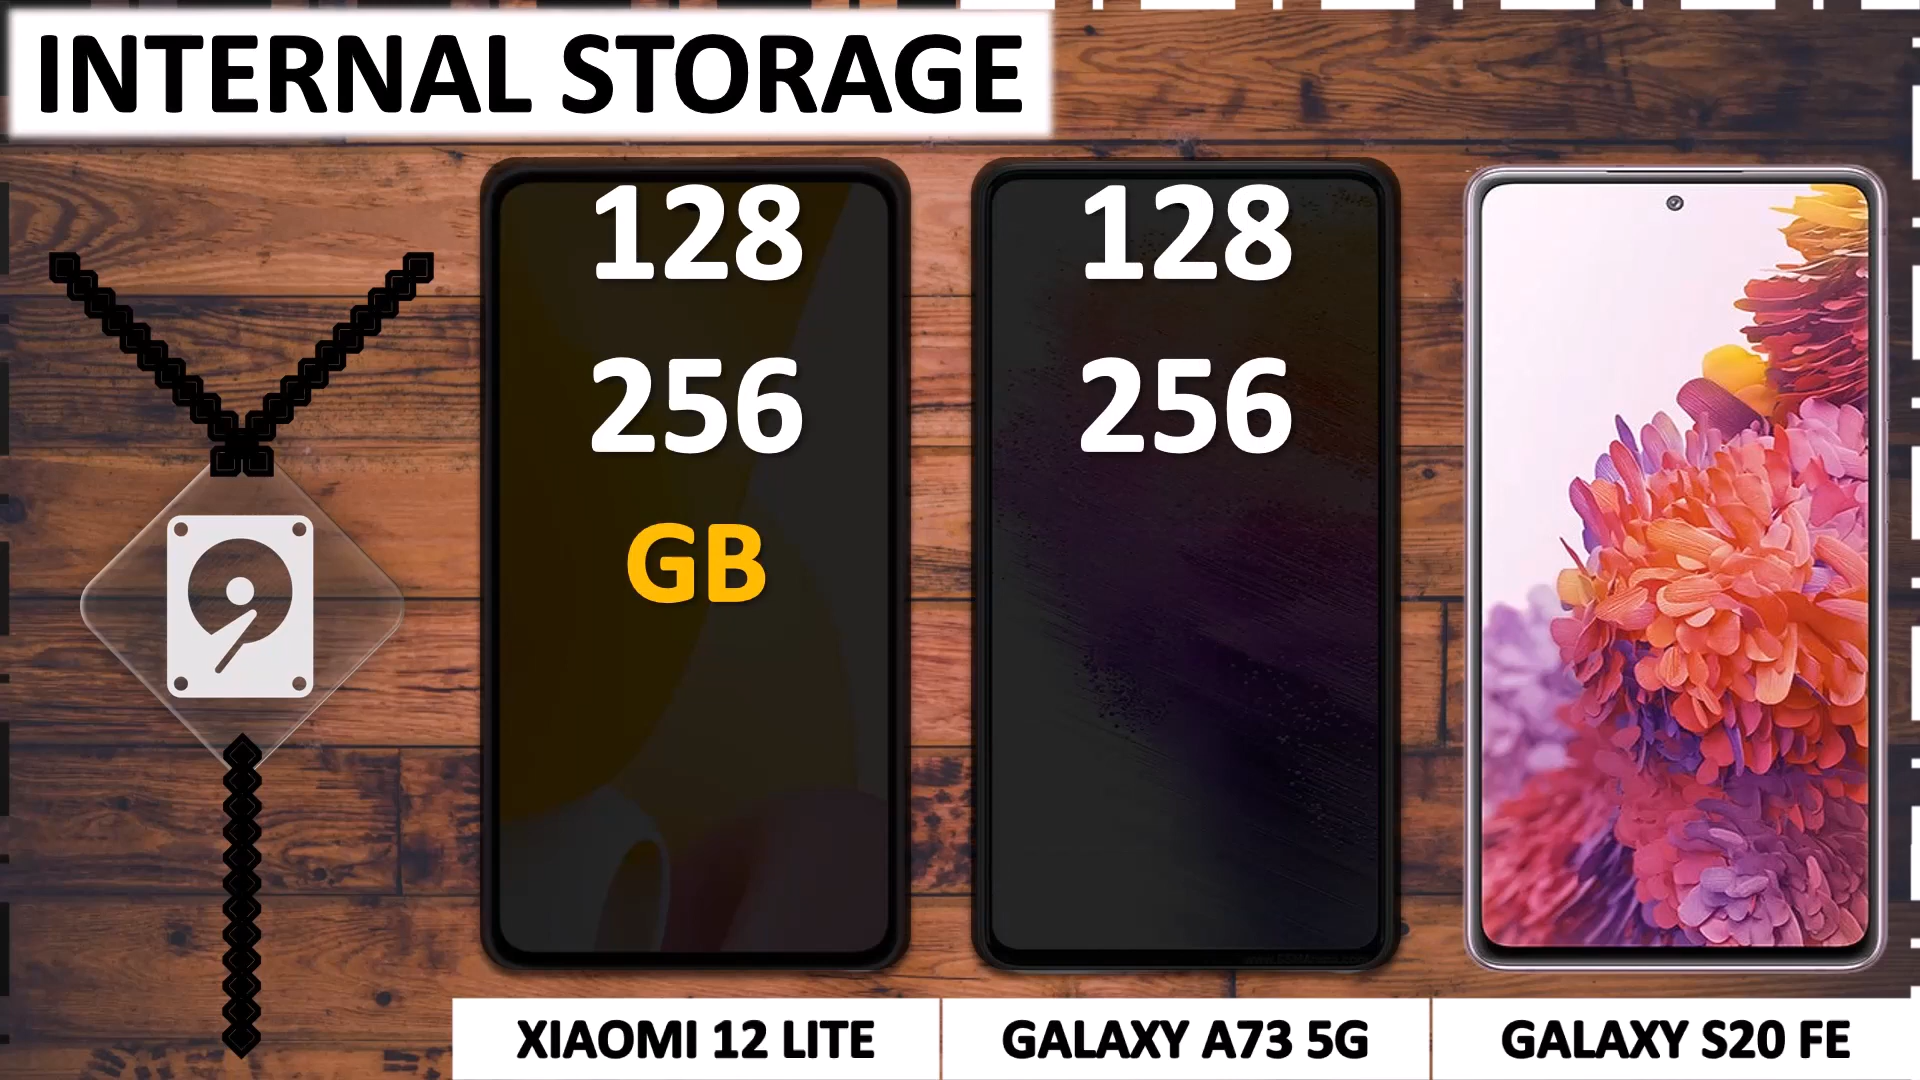 INTERNAL STORAGE
128
256
GB
128
256
XIAOMI 12 LITE
GALAXY A73 5G
GALAXY S20 FE